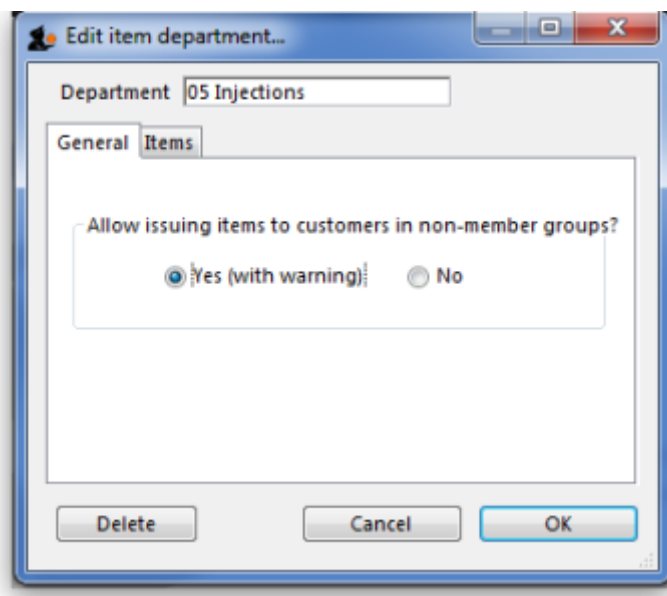 Edit item department...
Department 05 Injections
General Items
Allow issuing items to customers in non-member groups?
Yes (with warning) No
Delete Cancel OK